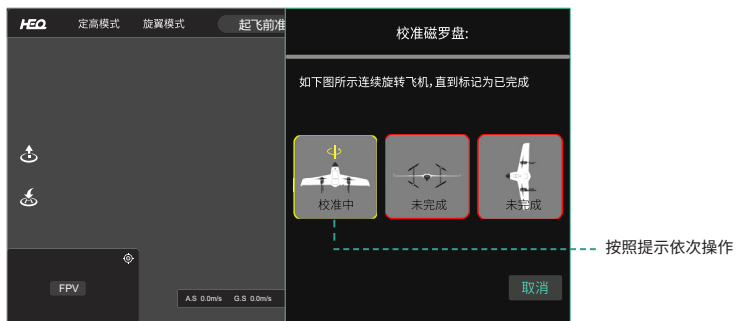 HEQ 定高模式 旋翼模式 起飞前准
校准磁罗盘:
如下图所示连续旋转飞机,直到标记为已完成
校准中 未完成 未完成
按照提示依次操作
取消
FPV
A.S 0.0m/s G.S 0.0m/s